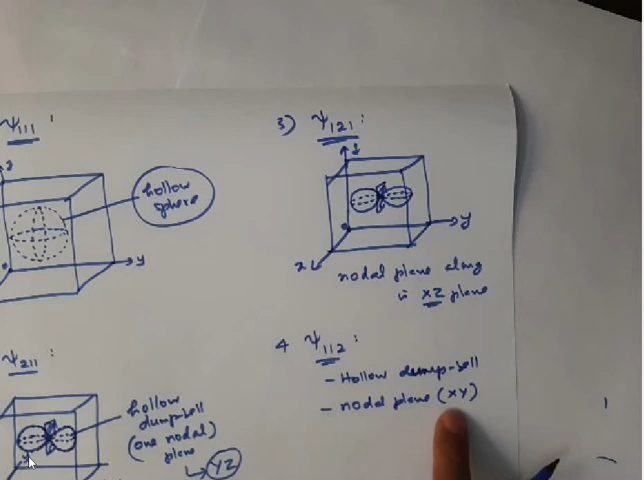 Ψ111 :
z
hollow
sphere
y
Ψ211 :
hollow
dump-bell
(one nodal)
plane
↳ YZ
3) Ψ121 :
z
y
x
nodal plane along
is XZ plane
4 Ψ112 :
- Hollow dump-bell
- nodal plane (XY)